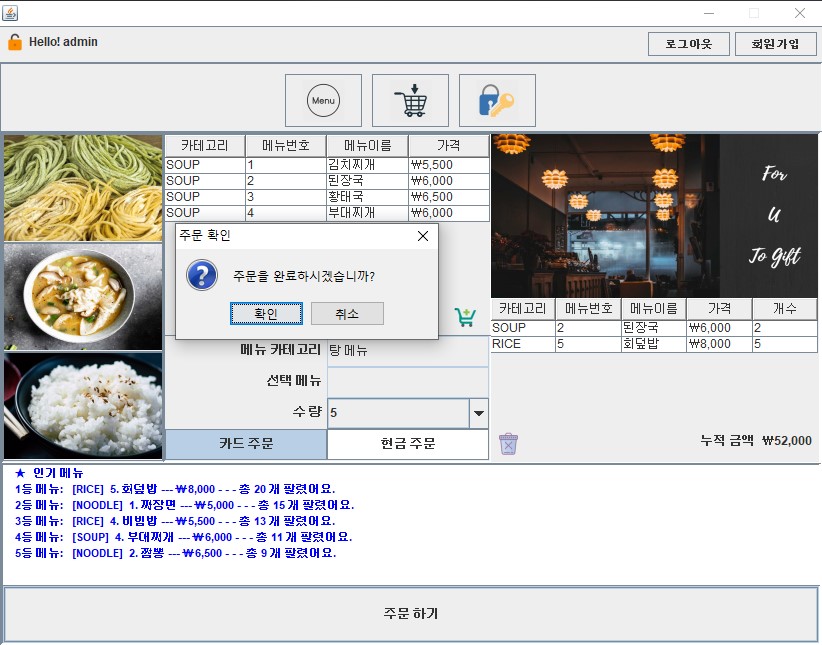 Hello! admin
로그아웃
회원가입
Menu
카테고리 메뉴번호 메뉴이름 가격
SOUP 1 김치찌개 ₩5,500
SOUP 2 된장국 ₩6,000
SOUP 3 황태국 ₩6,500
SOUP 4 부대찌개 ₩6,000
주문 확인
주문을 완료하시겠습니까?
확인
취소
메뉴 카테고리 탕 메뉴
선택 메뉴
수량 5
카드 주문
현금 주문
For
U
To Gift
카테고리 메뉴번호 메뉴이름 가격 개수
SOUP 2 된장국 ₩6,000 2
RICE 5 회덮밥 ₩8,000 5
누적 금액 ₩52,000
★ 인기 메뉴
1등 메뉴: [RICE] 5. 회덮밥 --- ₩8,000 - - - 총 20 개 팔렸어요.
2등 메뉴: [NOODLE] 1. 짜장면 --- ₩5,000 - - - 총 15 개 팔렸어요.
3등 메뉴: [RICE] 4. 비빔밥 --- ₩5,500 - - - 총 13 개 팔렸어요.
4등 메뉴: [SOUP] 4. 부대찌개 --- ₩6,000 - - - 총 11 개 팔렸어요.
5등 메뉴: [NOODLE] 2. 짬뽕 --- ₩6,500 - - - 총 9 개 팔렸어요.
주문 하기